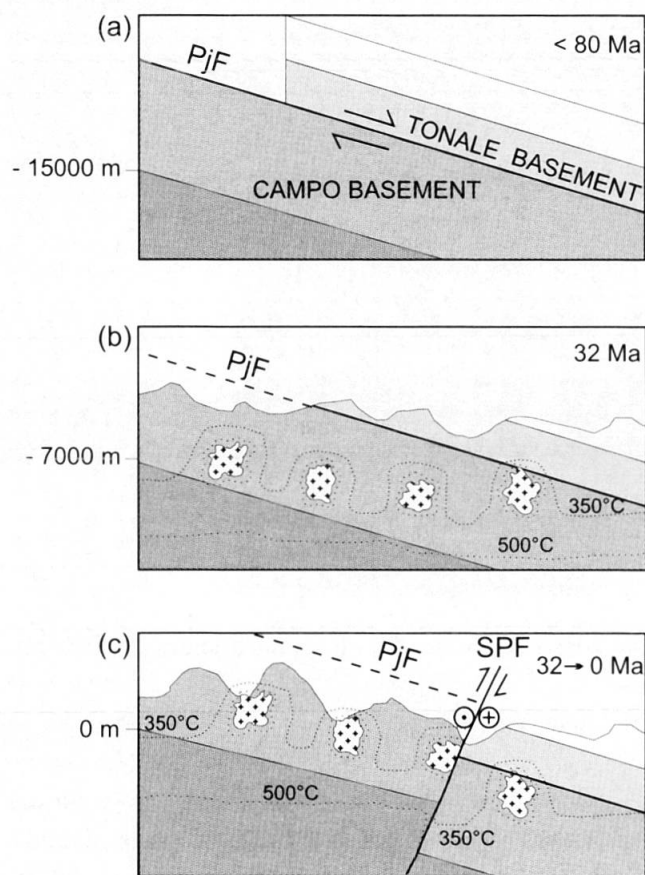 (a)
< 80 Ma
PjF
TONALE BASEMENT
- 15000 m
CAMPO BASEMENT
(b)
PjF
32 Ma
- 7000 m
350°C
500°C
(c)
SPF
PjF
32→ 0 Ma
350°C
0 m
500°C
350°C